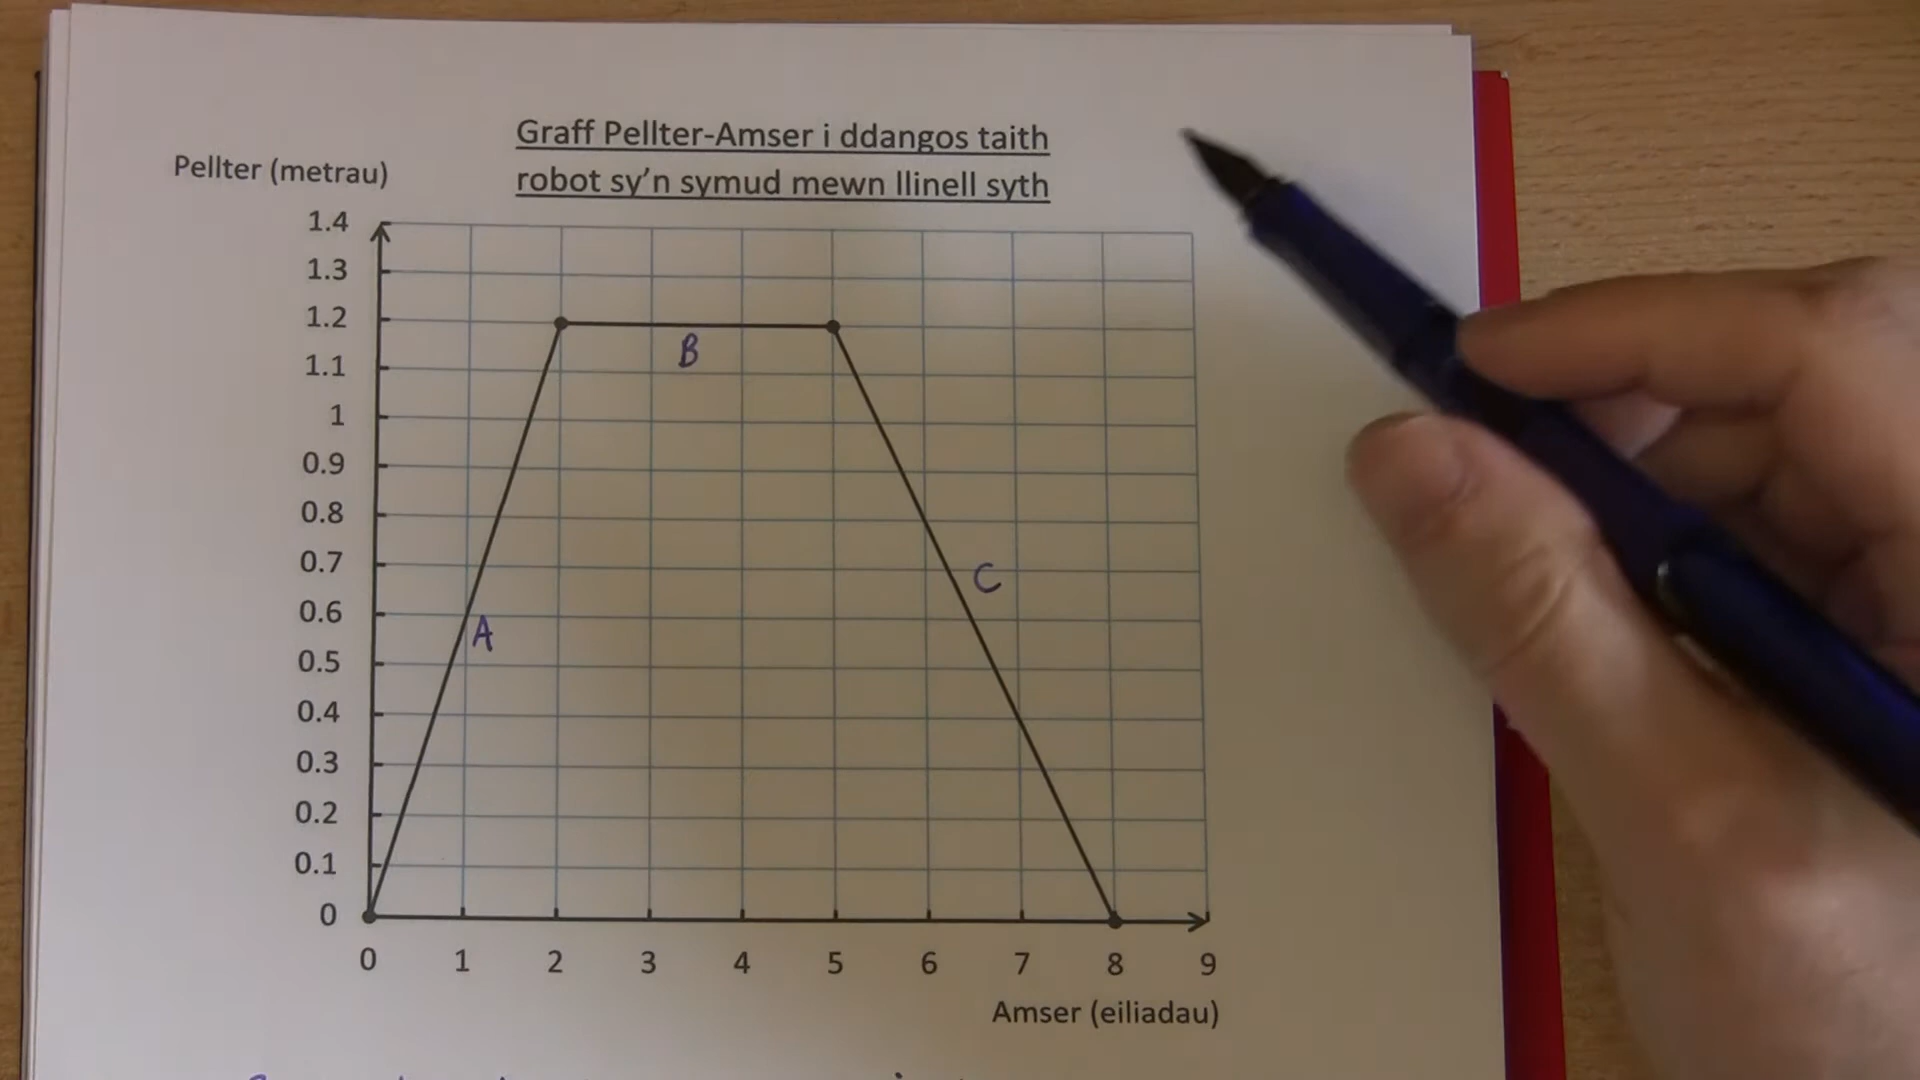 Graff Pellter-Amser i ddangos taith
robot sy'n symud mewn llinell syth
Pellter (metrau)
1.4
1.3
1.2
1.1
1
0.9
0.8
0.7
0.6
0.5
0.4
0.3
0.2
0.1
0
B
C
A
0 1 2 3 4 5 6 7 8 9
Amser (eiliadau)